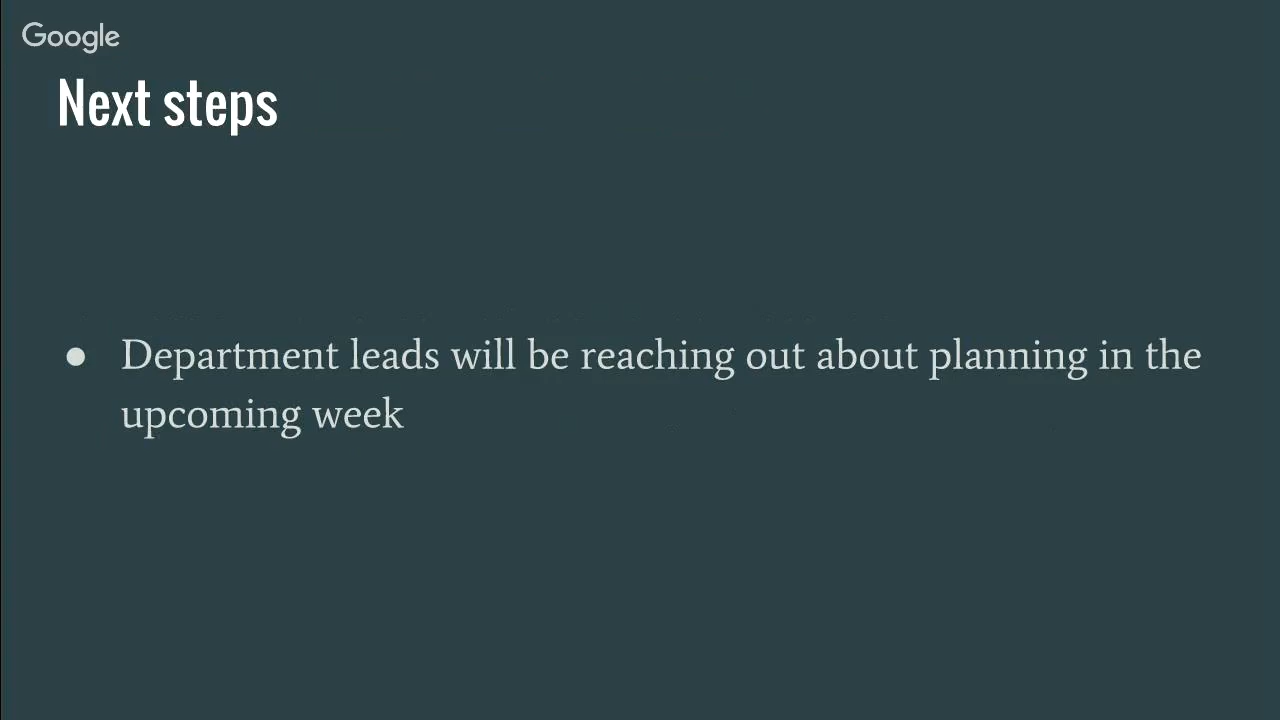 Google
Next steps
● Department leads will be reaching out about planning in the
upcoming week